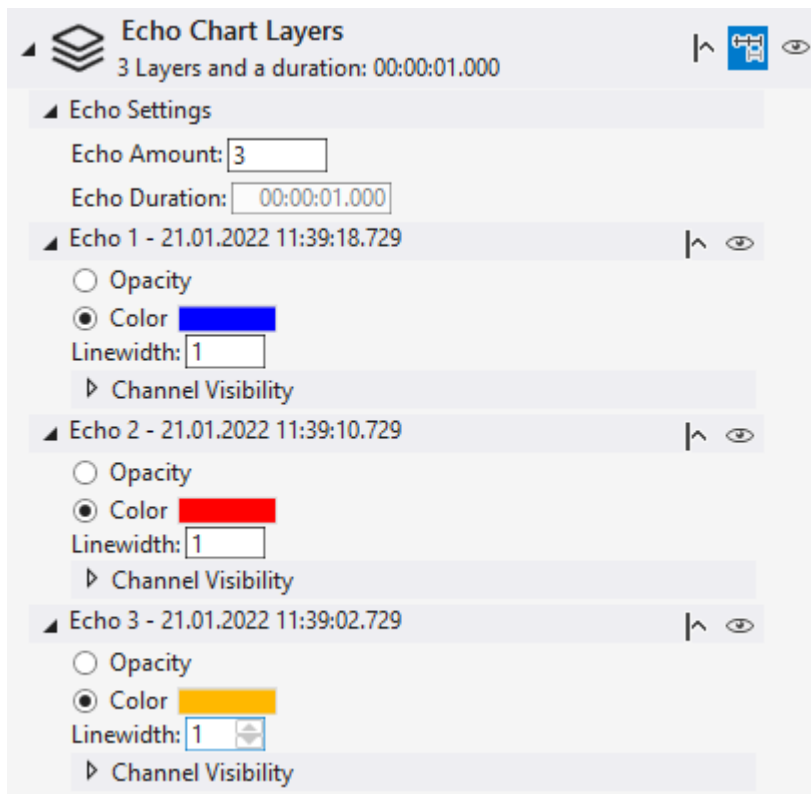 Echo Chart Layers
3 Layers and a duration: 00:00:01.000
Echo Settings
Echo Amount: 3
Echo Duration: 00:00:01.000
Echo 1 - 21.01.2022 11:39:18.729
Opacity
Color
Linewidth: 1
Channel Visibility
Echo 2 - 21.01.2022 11:39:10.729
Opacity
Color
Linewidth: 1
Channel Visibility
Echo 3 - 21.01.2022 11:39:02.729
Opacity
Color
Linewidth: 1
Channel Visibility